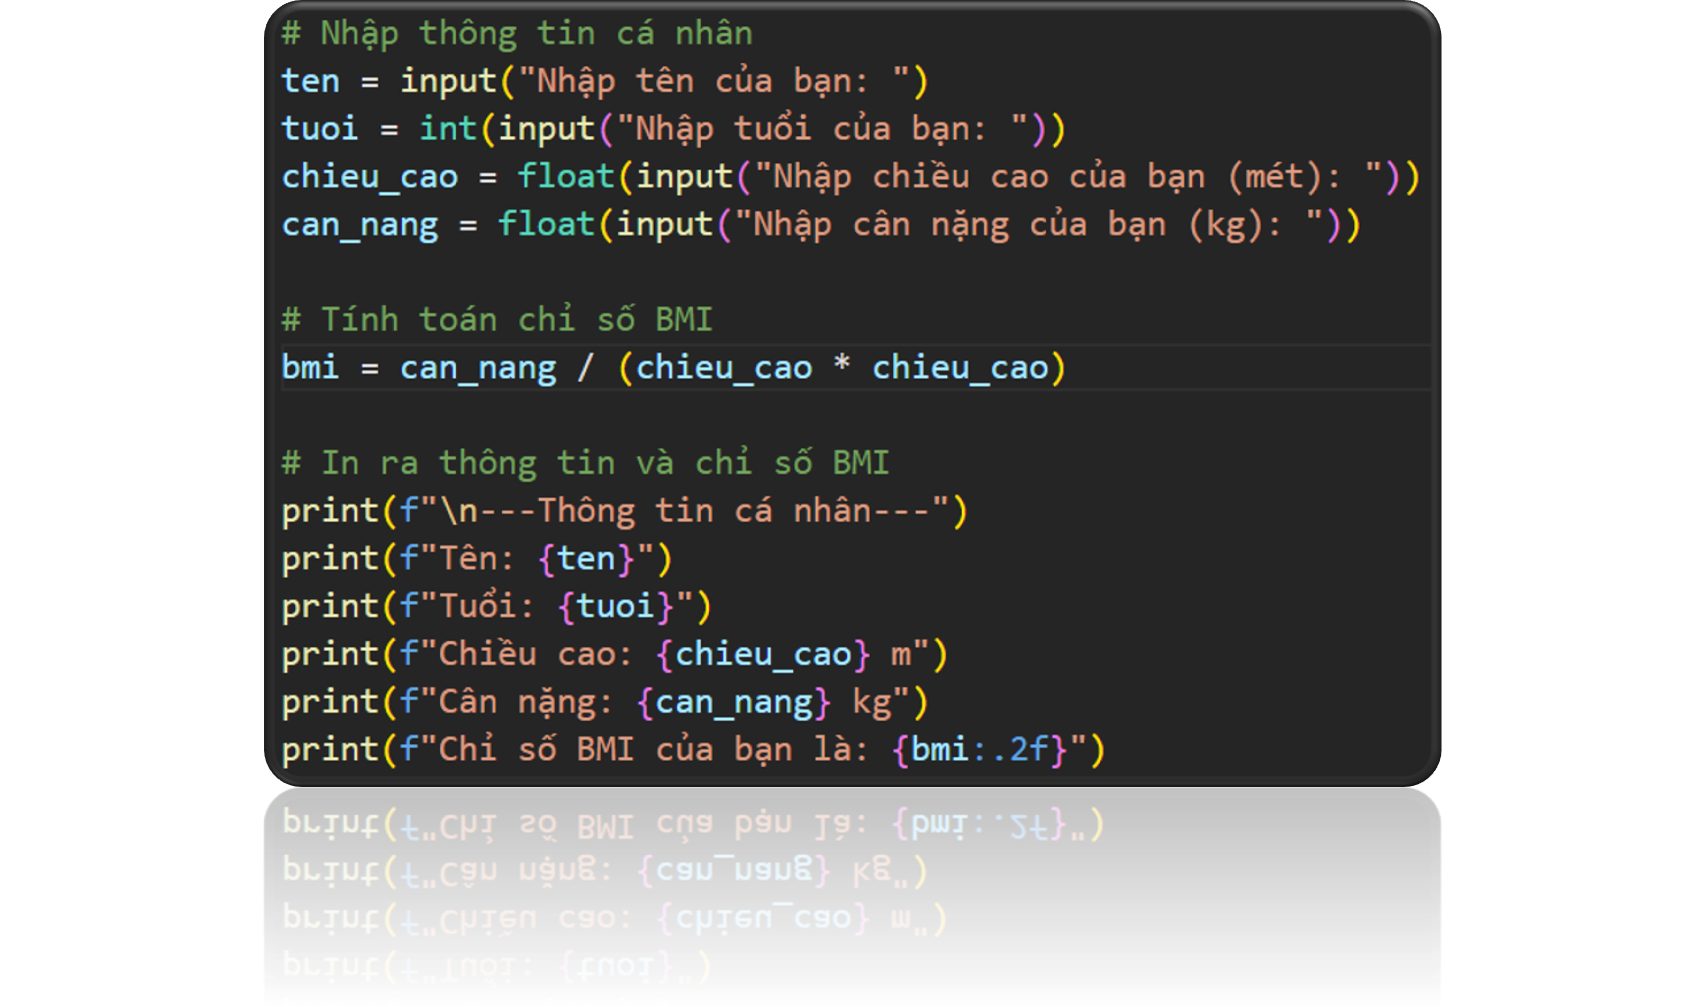 # Nhập thông tin cá nhân
ten = input("Nhập tên của bạn: ")
tuoi = int(input("Nhập tuổi của bạn: "))
chieu_cao = float(input("Nhập chiều cao của bạn (mét): "))
can_nang = float(input("Nhập cân nặng của bạn (kg): "))
# Tính toán chỉ số BMI
bmi = can_nang / (chieu_cao * chieu_cao)
# In ra thông tin và chỉ số BMI
print(f"\n---Thông tin cá nhân---")
print(f"Tên: {ten}")
print(f"Tuổi: {tuoi}")
print(f"Chiều cao: {chieu_cao} m")
print(f"Cân nặng: {can_nang} kg")
print(f"Chỉ số BMI của bạn là: {bmi:.2f}")